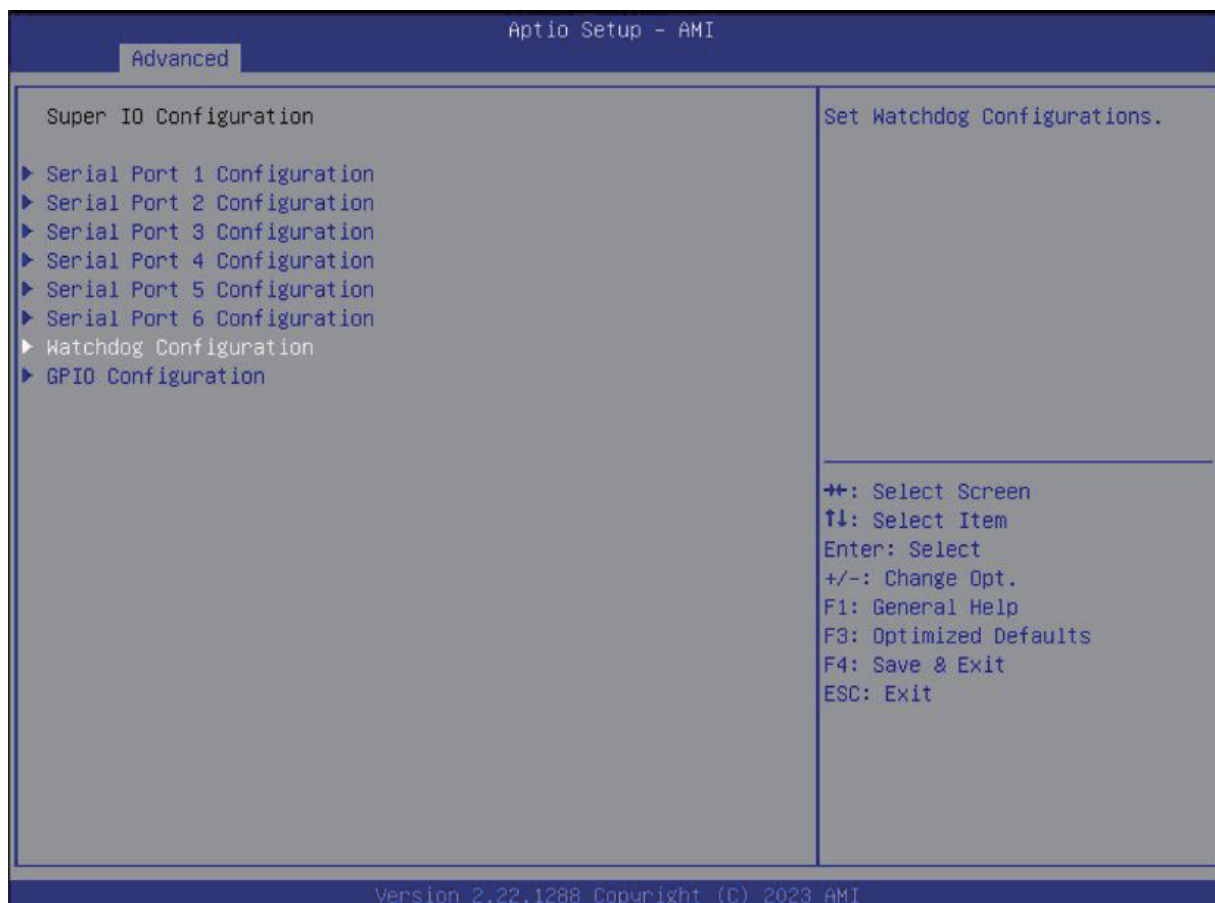 Aptio Setup - AMI
Advanced
Super IO Configuration
Serial Port 1 Configuration
Serial Port 2 Configuration
Serial Port 3 Configuration
Serial Port 4 Configuration
Serial Port 5 Configuration
Serial Port 6 Configuration
Watchdog Configuration
GPIO Configuration
Set Watchdog Configurations.
→←: Select Screen
↑↓: Select Item
Enter: Select
+/-: Change Opt.
F1: General Help
F3: Optimized Defaults
F4: Save & Exit
ESC: Exit
Version 2.22.1288 Copyright (C) 2023 AMI